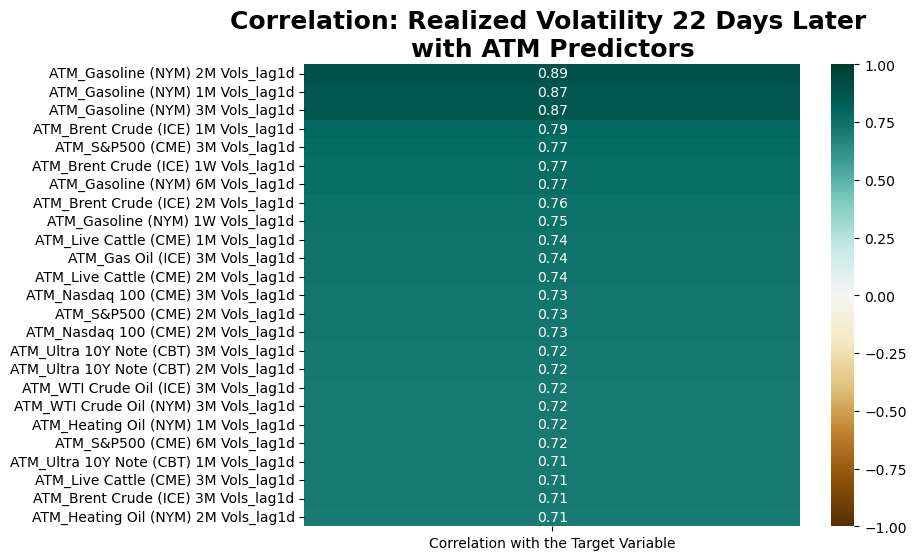 Correlation: Realized Volatility 22 Days Later
with ATM Predictors
ATM_Gasoline (NYM) 2M Vols_lag1d 0.89
ATM_Gasoline (NYM) 1M Vols_lag1d 0.87
ATM_Gasoline (NYM) 3M Vols_lag1d 0.87
ATM_Brent Crude (ICE) 1M Vols_lag1d 0.79
ATM_S&P500 (CME) 3M Vols_lag1d 0.77
ATM_Brent Crude (ICE) 1W Vols_lag1d 0.77
ATM_Gasoline (NYM) 6M Vols_lag1d 0.77
ATM_Brent Crude (ICE) 2M Vols_lag1d 0.76
ATM_Gasoline (NYM) 1W Vols_lag1d 0.75
ATM_Live Cattle (CME) 1M Vols_lag1d 0.74
ATM_Gas Oil (ICE) 3M Vols_lag1d 0.74
ATM_Live Cattle (CME) 2M Vols_lag1d 0.74
ATM_Nasdaq 100 (CME) 3M Vols_lag1d 0.73
ATM_S&P500 (CME) 2M Vols_lag1d 0.73
ATM_Nasdaq 100 (CME) 2M Vols_lag1d 0.73
ATM_Ultra 10Y Note (CBT) 3M Vols_lag1d 0.72
ATM_Ultra 10Y Note (CBT) 2M Vols_lag1d 0.72
ATM_WTI Crude Oil (ICE) 3M Vols_lag1d 0.72
ATM_WTI Crude Oil (NYM) 3M Vols_lag1d 0.72
ATM_Heating Oil (NYM) 1M Vols_lag1d 0.72
ATM_S&P500 (CME) 6M Vols_lag1d 0.72
ATM_Ultra 10Y Note (CBT) 1M Vols_lag1d 0.71
ATM_Live Cattle (CME) 3M Vols_lag1d 0.71
ATM_Brent Crude (ICE) 3M Vols_lag1d 0.71
ATM_Heating Oil (NYM) 2M Vols_lag1d 0.71
Correlation with the Target Variable
1.00
0.75
0.50
0.25
0.00
−0.25
−0.50
−0.75
−1.00